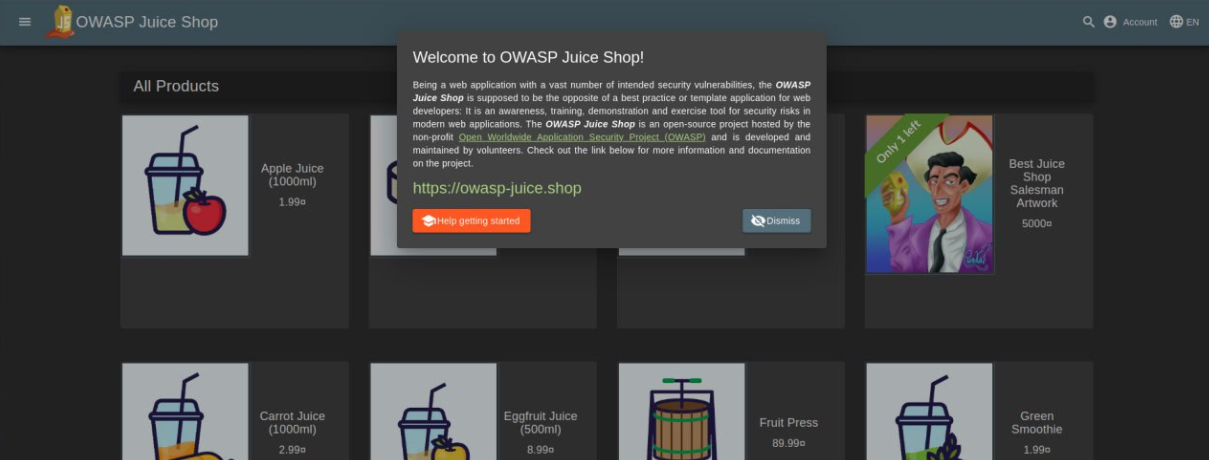 OWASP Juice Shop
Account
EN
Welcome to OWASP Juice Shop!
Being a web application with a vast number of intended security vulnerabilities, the OWASP
Juice Shop is supposed to be the opposite of a best practice or template application for web
developers: It is an awareness, training, demonstration and exercise tool for security risks in
modern web applications. The OWASP Juice Shop is an open-source project hosted by the
non-profit Open Worldwide Application Security Project (OWASP) and is developed and
maintained by volunteers. Check out the link below for more information and documentation
on the project.
https://owasp-juice.shop
Help getting started
Dismiss
All Products
Apple Juice
(1000ml)
1.99¤
Only 1 left
Best Juice
Shop
Salesman
Artwork
5000¤
Carrot Juice
(1000ml)
2.99¤
Eggfruit Juice
(500ml)
8.99¤
Fruit Press
89.99¤
Green
Smoothie
1.99¤